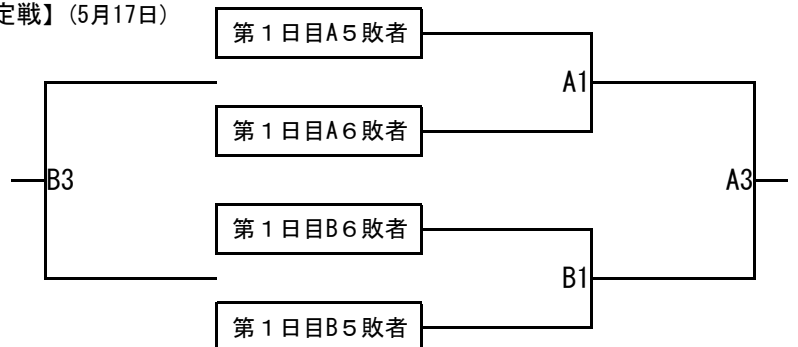 定戦】(5月17日)
第1日目A5敗者
A1
第1日目A6敗者
B3
A3
第1日目B6敗者
B1
第1日目B5敗者